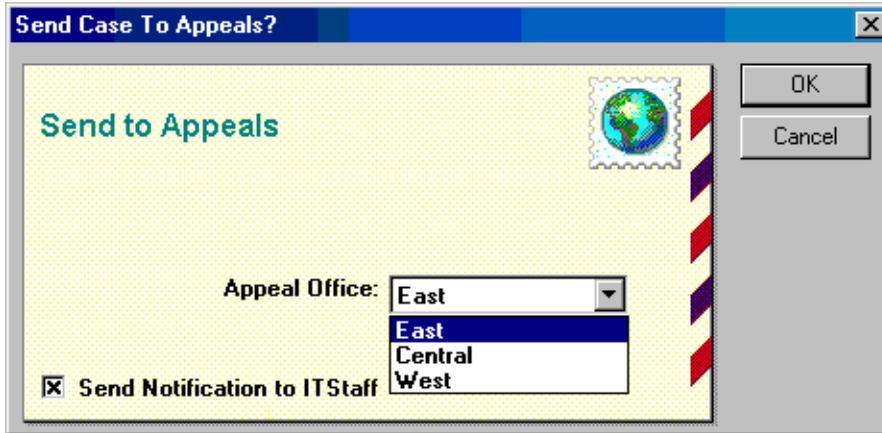 Send Case To Appeals?
OK
Send to Appeals
Cancel
Appeal Office: East
East
Central
West
Send Notification to ITStaff